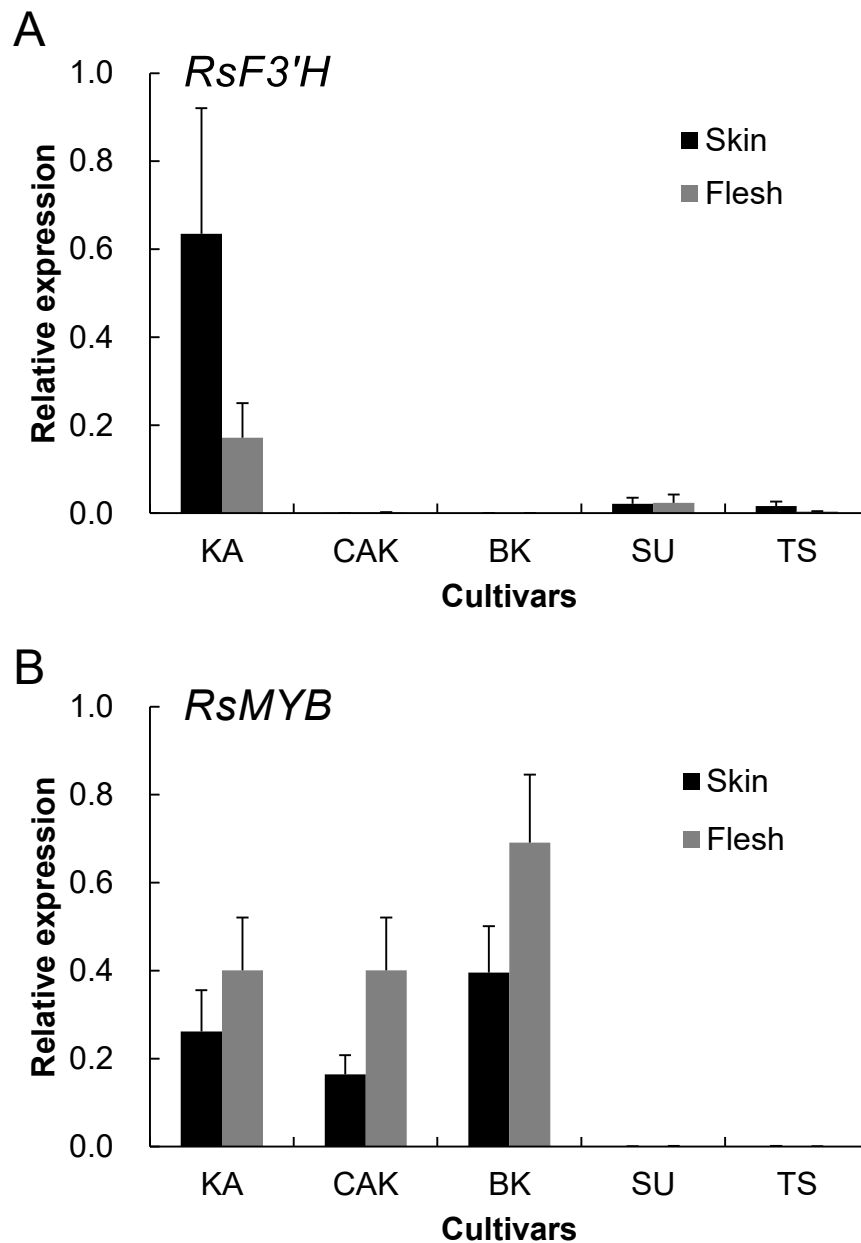 A
RsF3'H
1.0
0.8
0.6
0.4
0.2
0.0
Relative expression
Skin
Flesh
KA CAK BK SU TS
Cultivars
B
RsMYB
1.0
0.8
0.6
0.4
0.2
0.0
Relative expression
Skin
Flesh
KA CAK BK SU TS
Cultivars